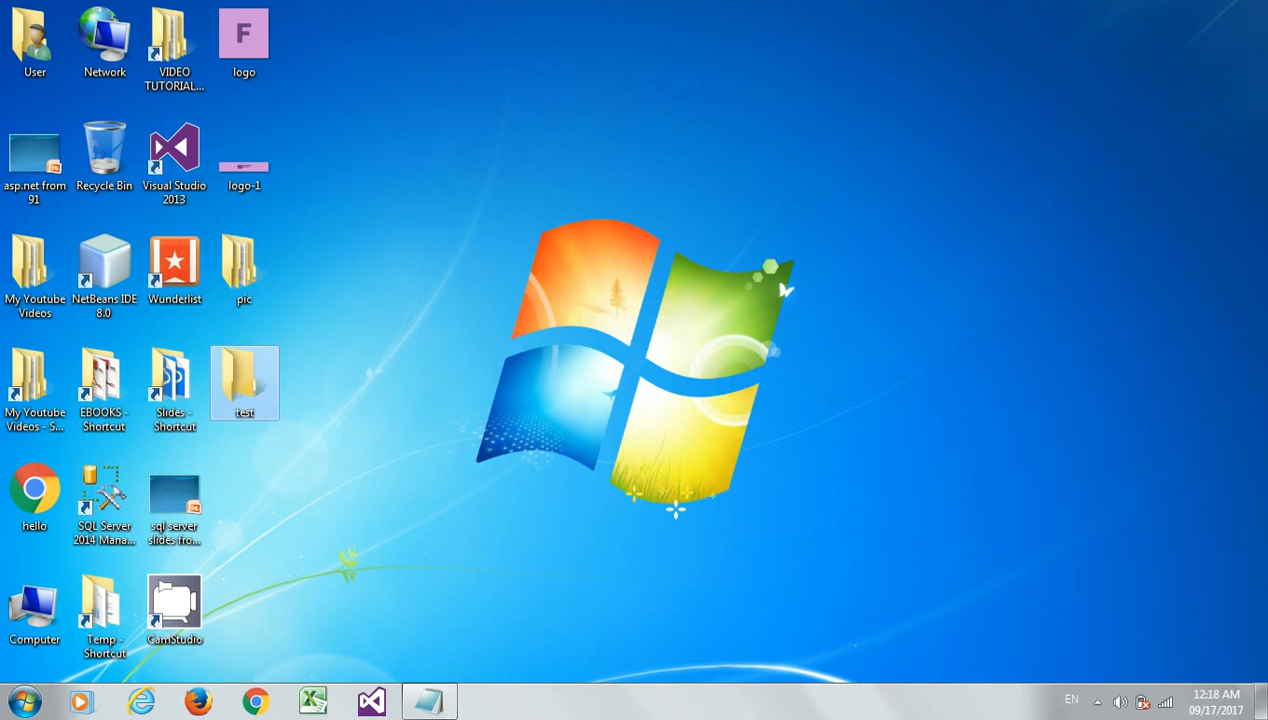 User
Network
VIDEO
TUTORIAL...
F
logo
asp.net from
91
Recycle Bin
Visual Studio
2013
logo-1
My Youtube
Videos
NetBeans IDE
8.0
Wunderlist
pic
My Youtube
Videos - S...
EBOOKS -
Shortcut
Slides -
Shortcut
test
hello
SQL Server
2014 Mana...
sql server
slides fro...
Computer
Temp -
Shortcut
CamStudio
EN
12:18 AM
09/17/2017